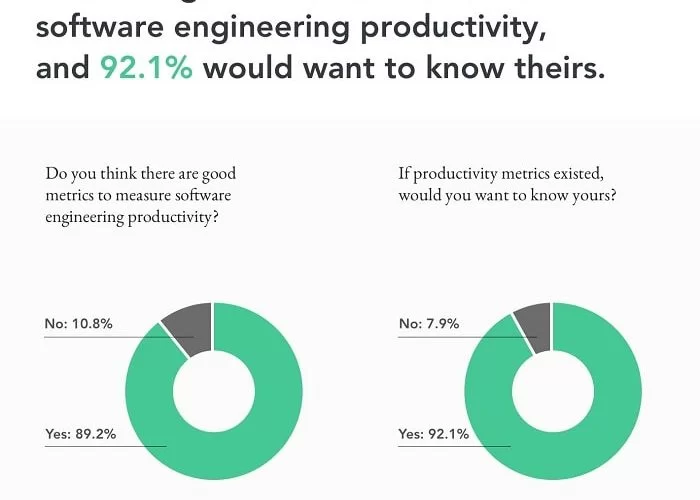 software engineering productivity,
and 92.1% would want to know theirs.
Do you think there are good
metrics to measure software
engineering productivity?
If productivity metrics existed,
would you want to know yours?
No: 10.8%
Yes: 89.2%
No: 7.9%
Yes: 92.1%